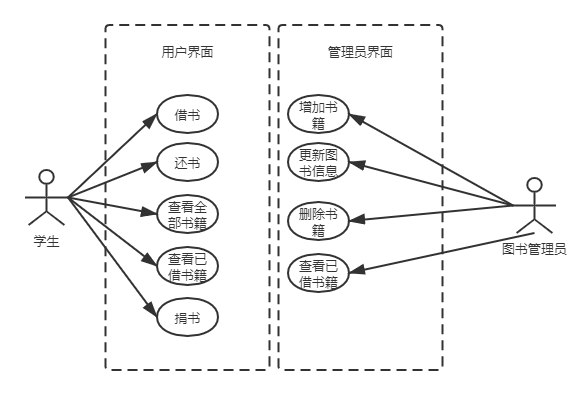 用户界面
管理员界面
借书
还书
查看全
部书籍
查看已
借书籍
捐书
增加书
籍
更新图
书信息
删除书
籍
查看已
借书籍
学生
图书管理员